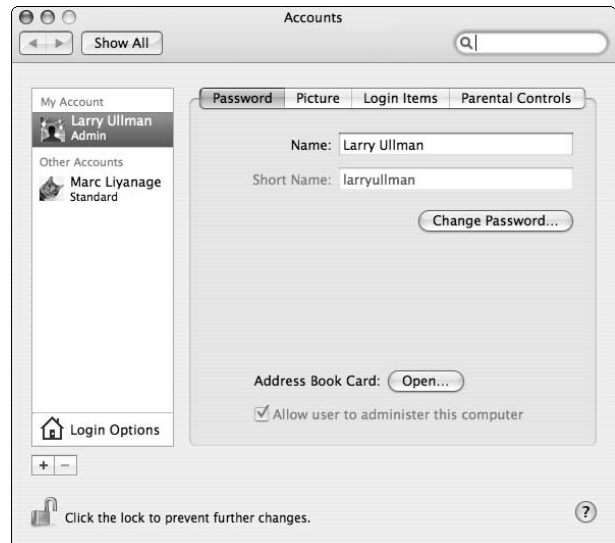 Accounts
Show All
My Account
Larry Ullman
Admin
Other Accounts
Marc Liyanage
Standard
Login Options
+ −
Password Picture Login Items Parental Controls
Name: Larry Ullman
Short Name: larryullman
Change Password...
Address Book Card: Open...
Allow user to administer this computer
Click the lock to prevent further changes.
?